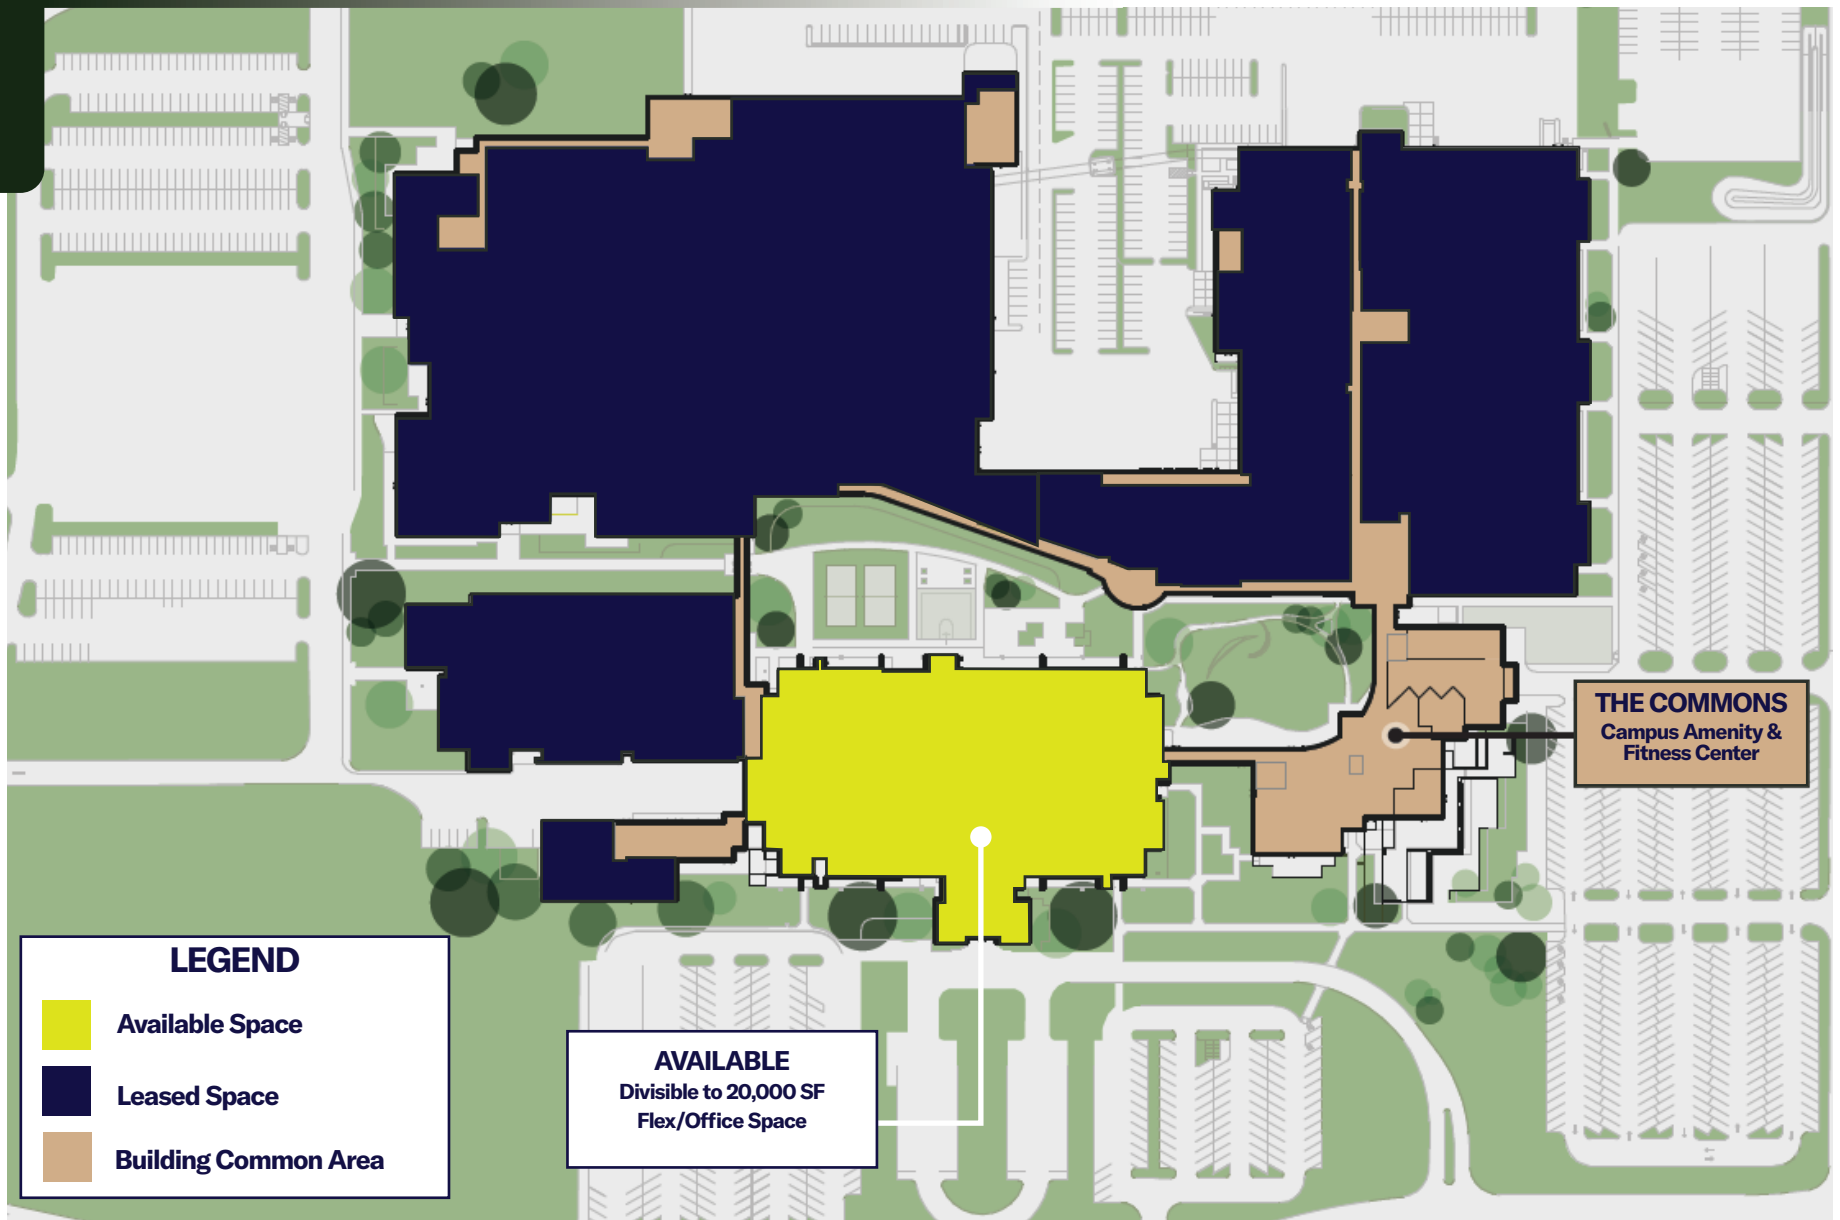 THE COMMONS
Campus Amenity &
Fitness Center
LEGEND
Available Space
Leased Space
Building Common Area
AVAILABLE
Divisible to 20,000 SF
Flex/Office Space